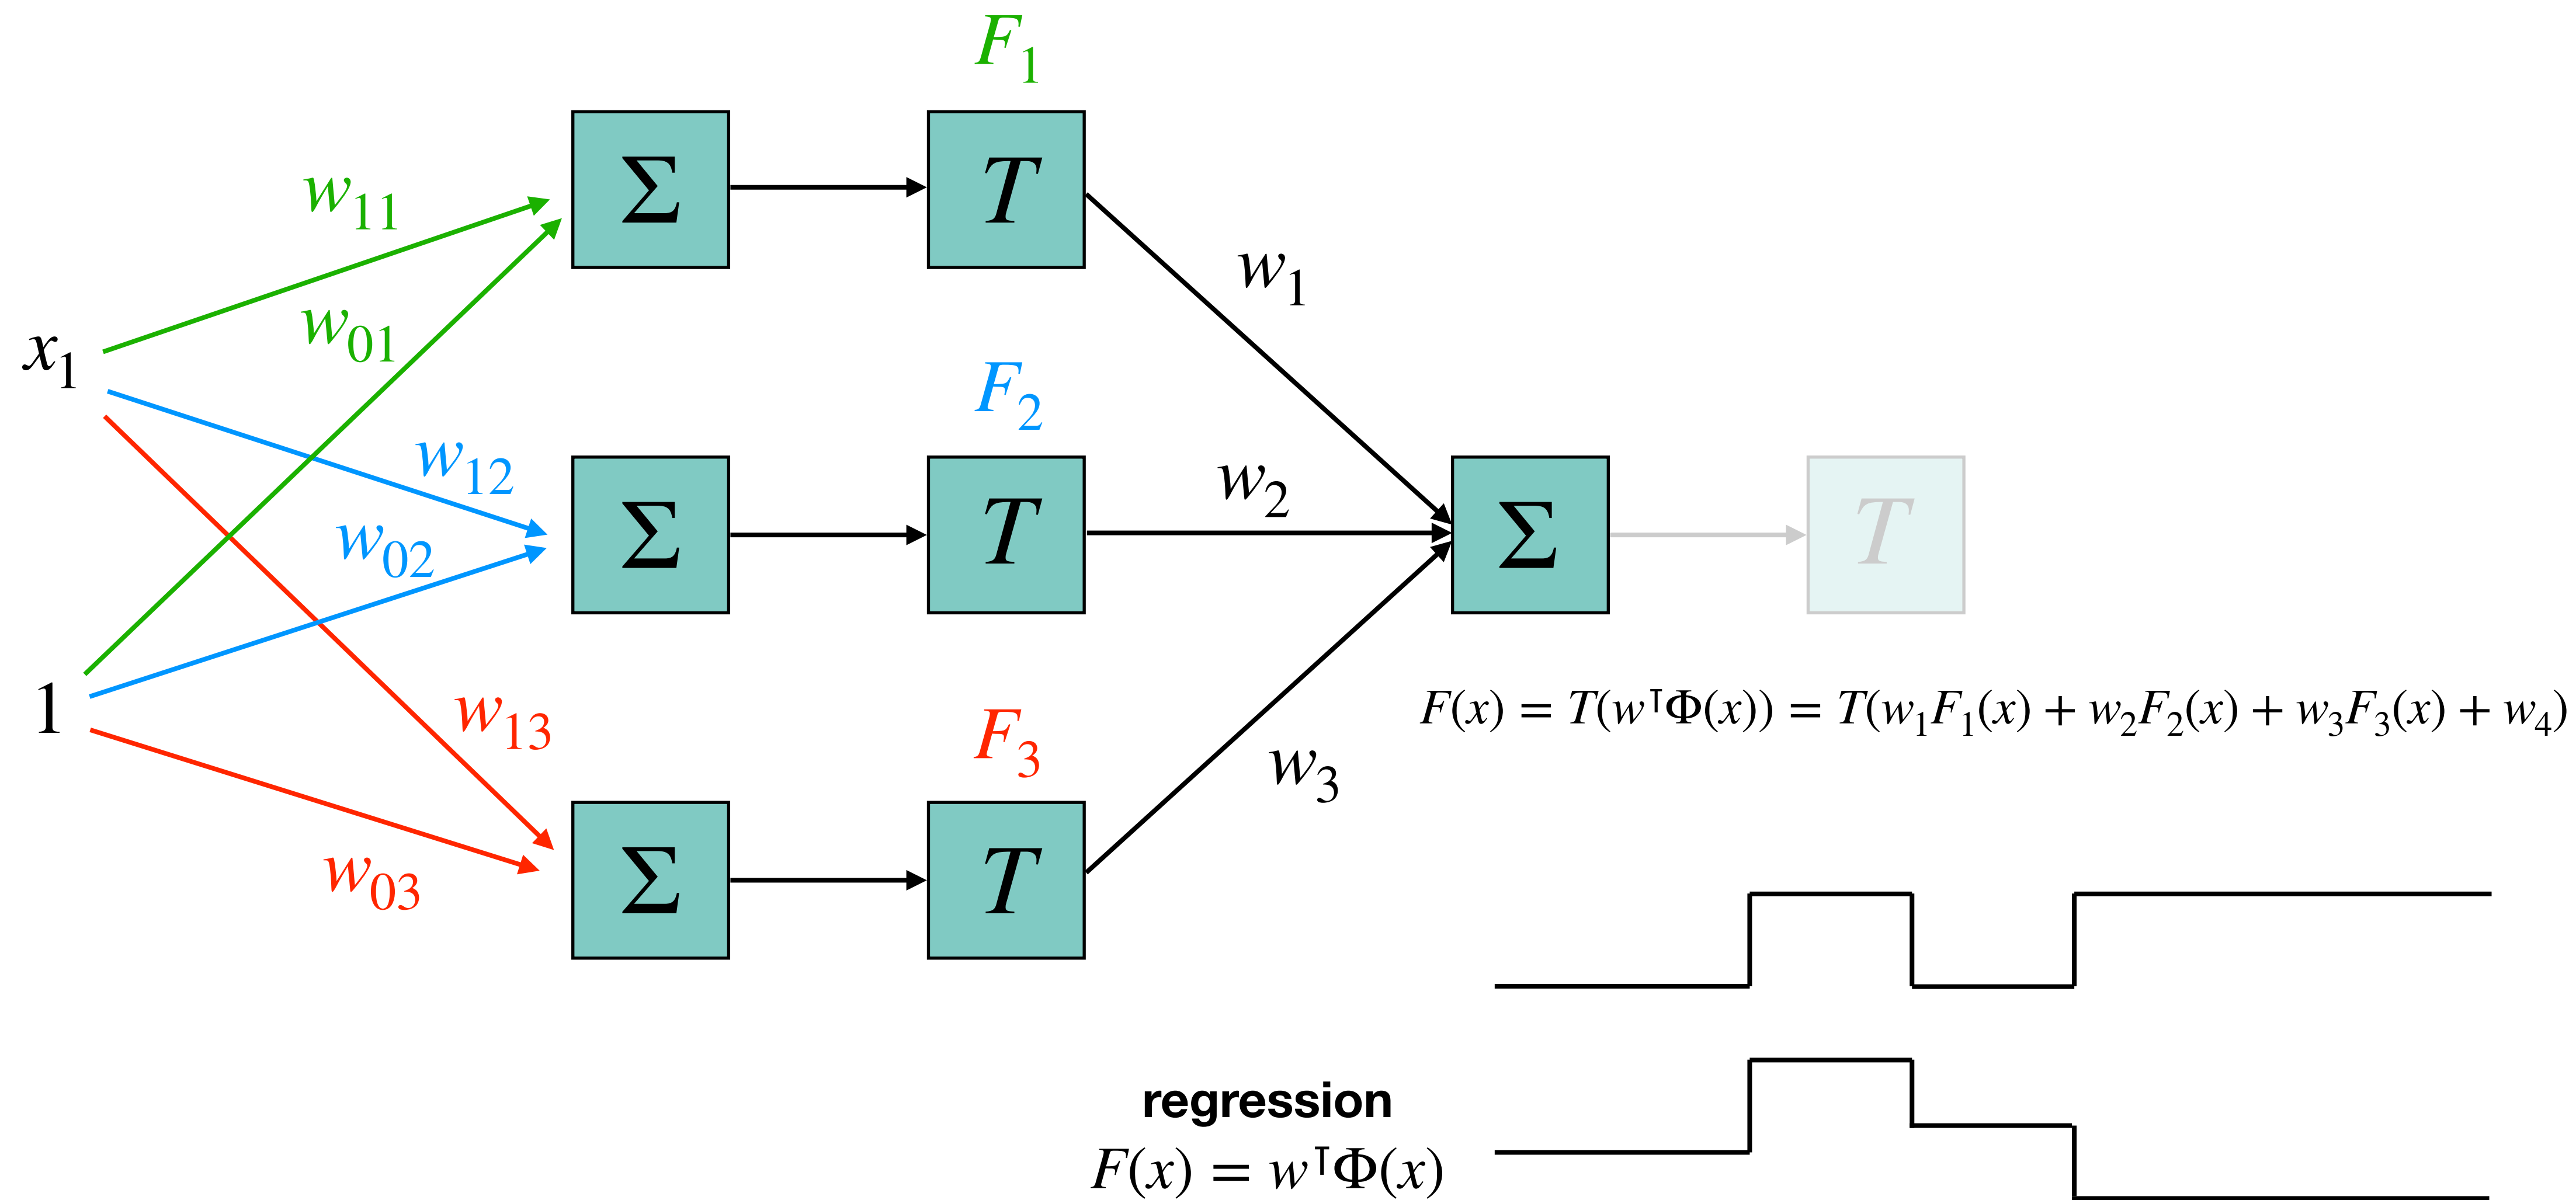 F₁
Σ
T
w₁₁
w₀₁
w₁
x₁
F₂
w₁₂
w₂
Σ
T
Σ
T
w₀₂
1
w₁₃
F₃
F(x) = T(w⊺Φ(x)) = T(w₁F₁(x) + w₂F₂(x) + w₃F₃(x) + w₄)
w₃
w₀₃
Σ
T
regression
F(x) = w⊺Φ(x)